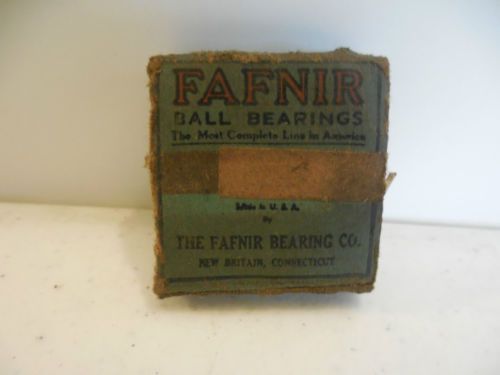 FAFNIR
BALL BEARINGS
The Most Complete Line in America
Made in U. S. A.
By
THE FAFNIR BEARING CO.
NEW BRITAIN, CONNECTICUT